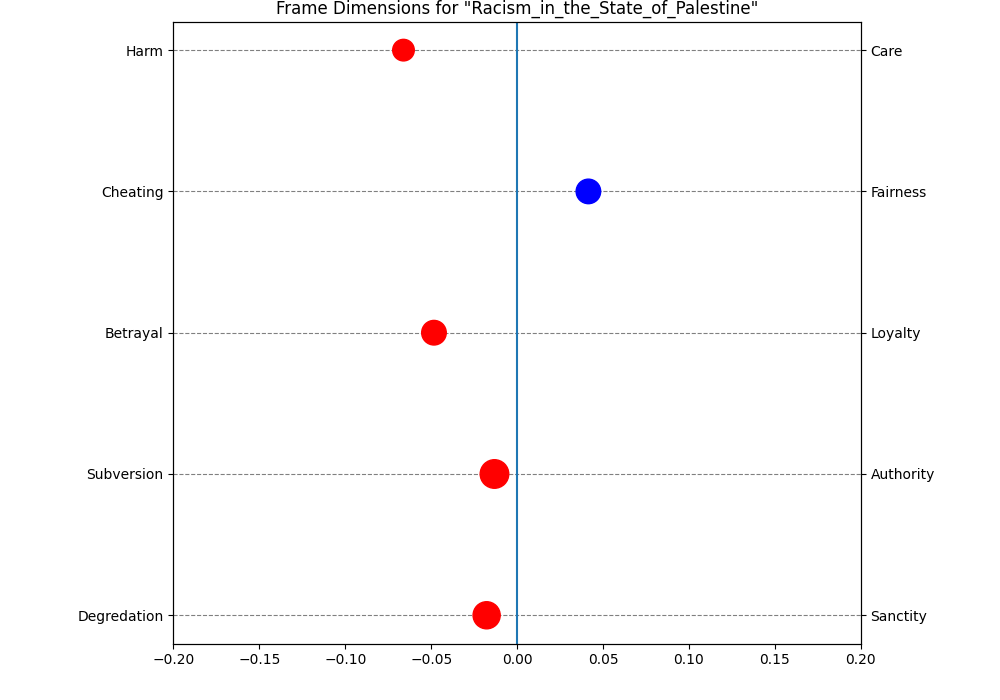 Frame Dimensions for "Racism_in_the_State_of_Palestine"
Harm Care
Cheating Fairness
Betrayal Loyalty
Subversion Authority
Degredation Sanctity
−0.20 −0.15 −0.10 −0.05 0.00 0.05 0.10 0.15 0.20